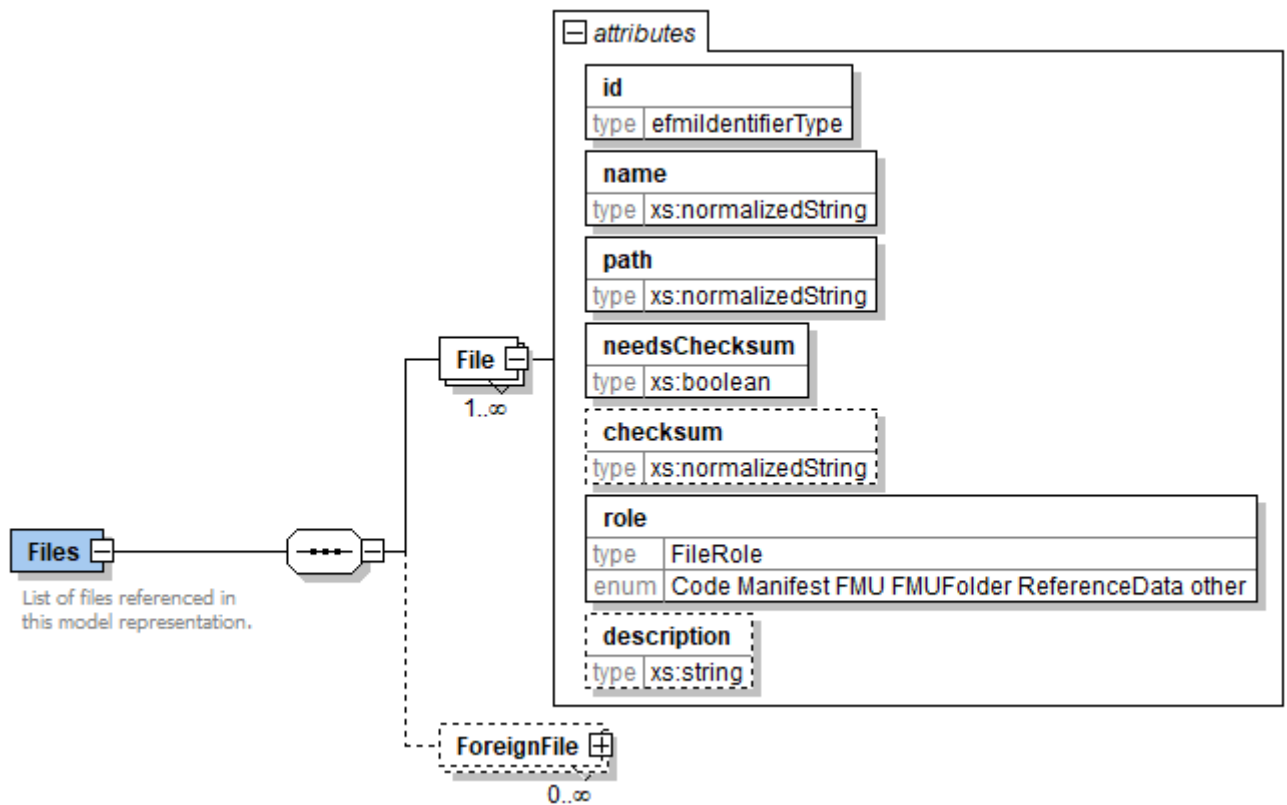 attributes
id
type efmiIdentifierType
name
type xs:normalizedString
path
type xs:normalizedString
needsChecksum
type xs:boolean
File
1..∞
checksum
type xs:normalizedString
role
type FileRole
enum Code Manifest FMU FMUFolder ReferenceData other
Files
List of files referenced in
this model representation.
description
type xs:string
ForeignFile
0..∞